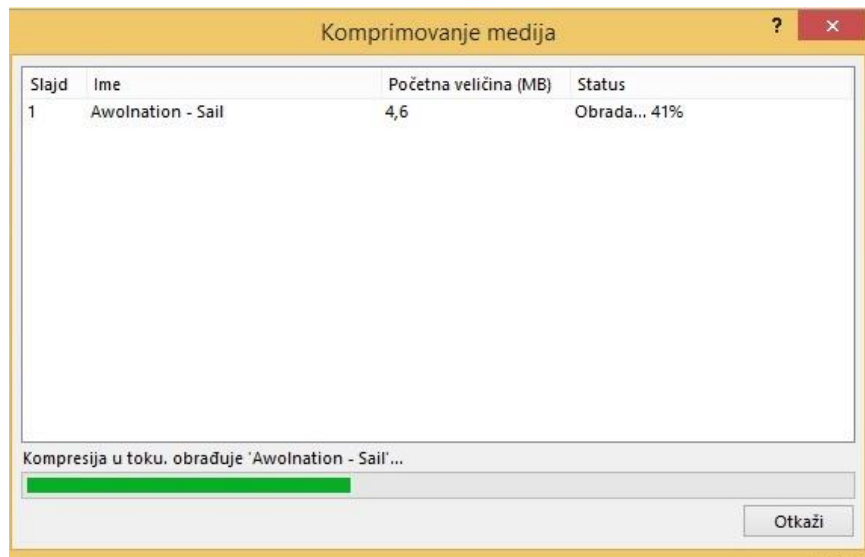 Komprimovanje medija
?
Slajd Ime Početna veličina (MB) Status
1 Awolnation - Sail 4,6 Obrada... 41%
Kompresija u toku. obrađuje 'Awolnation - Sail'...
Otkaži